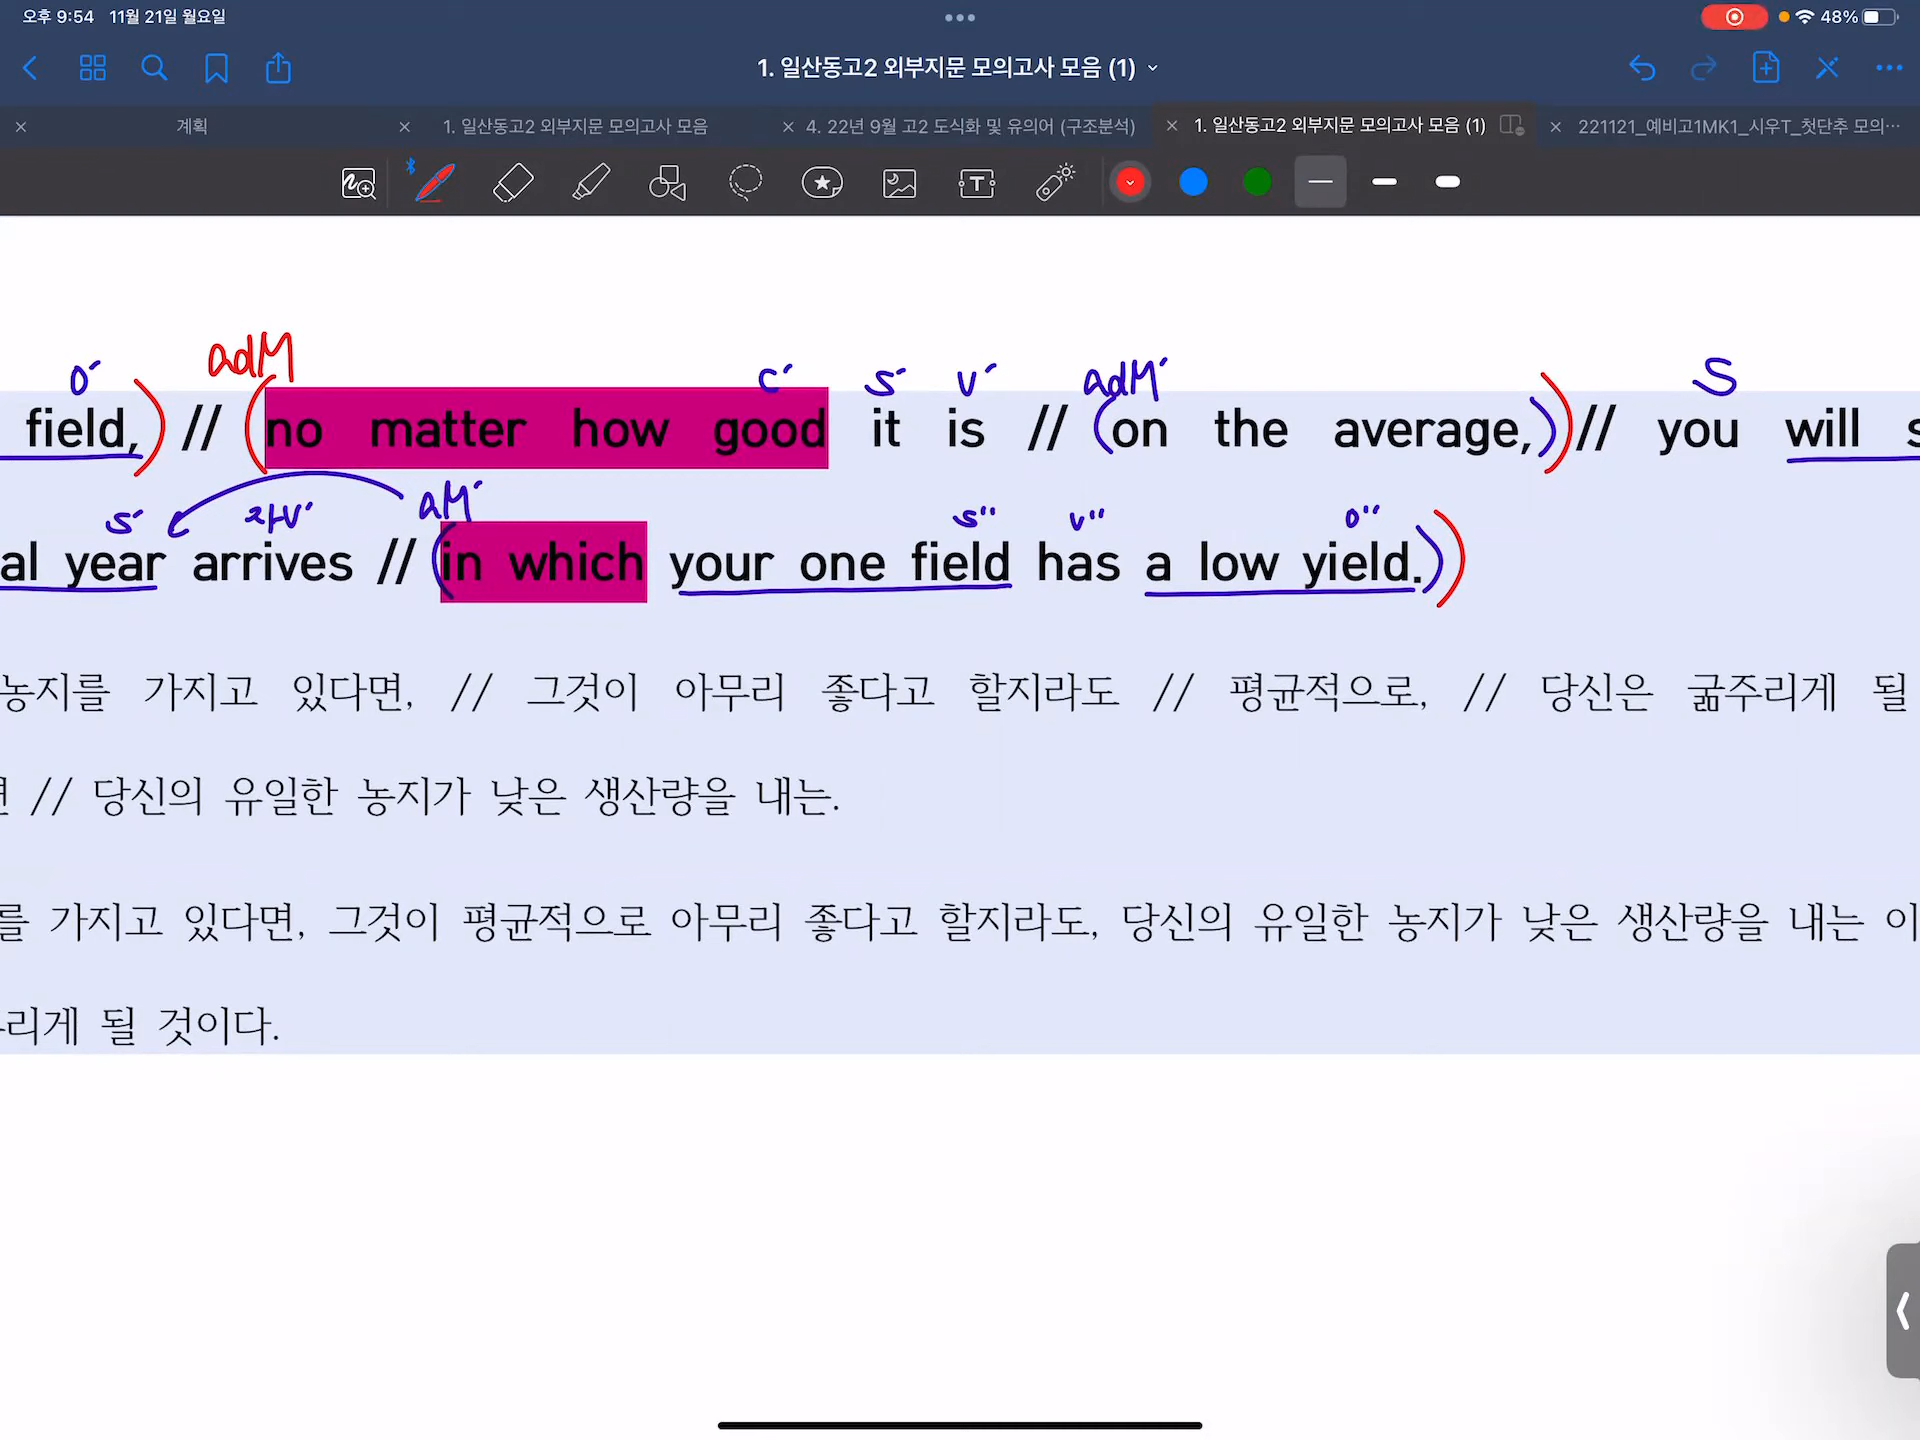 오후 9:54 11월 21일 월요일
48%
1. 일산동고2 외부지문 모의고사 모음 (1)
계획
1. 일산동고2 외부지문 모의고사 모음
4. 22년 9월 고2 도식화 및 유의어 (구조분석)
1. 일산동고2 외부지문 모의고사 모음 (1)
221121_예비고1MK1_시우T_첫단추 모의…
o' adM c' s' v' adM' S
field,) // (no matter how good it is // (on the average,)) // you will s
s' 자v' aM' s'' v'' o''
al year arrives // (in which your one field has a low yield.))
농지를 가지고 있다면, // 그것이 아무리 좋다고 할지라도 // 평균적으로, // 당신은 굶주리게 될
// 당신의 유일한 농지가 낮은 생산량을 내는.
를 가지고 있다면, 그것이 평균적으로 아무리 좋다고 할지라도, 당신의 유일한 농지가 낮은 생산량을 내는 이
리게 될 것이다.